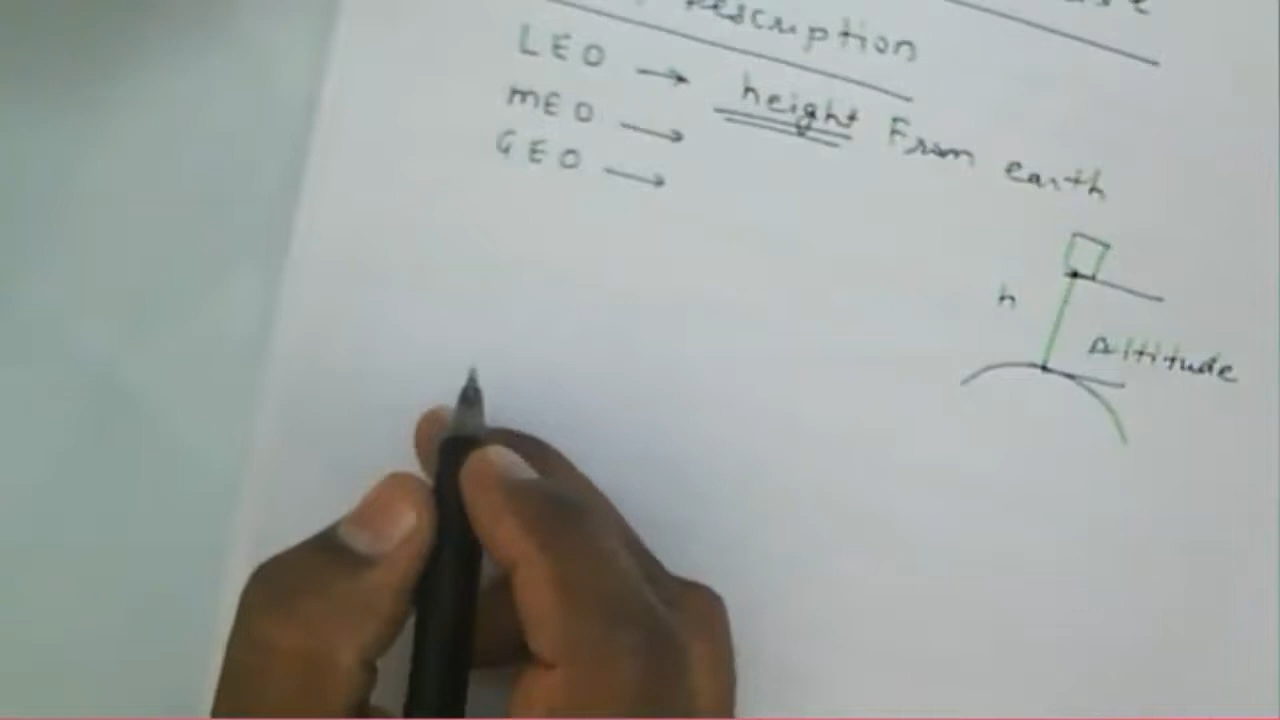 Description
LEO → height From earth
MEO →
GEO →
h
Altitude